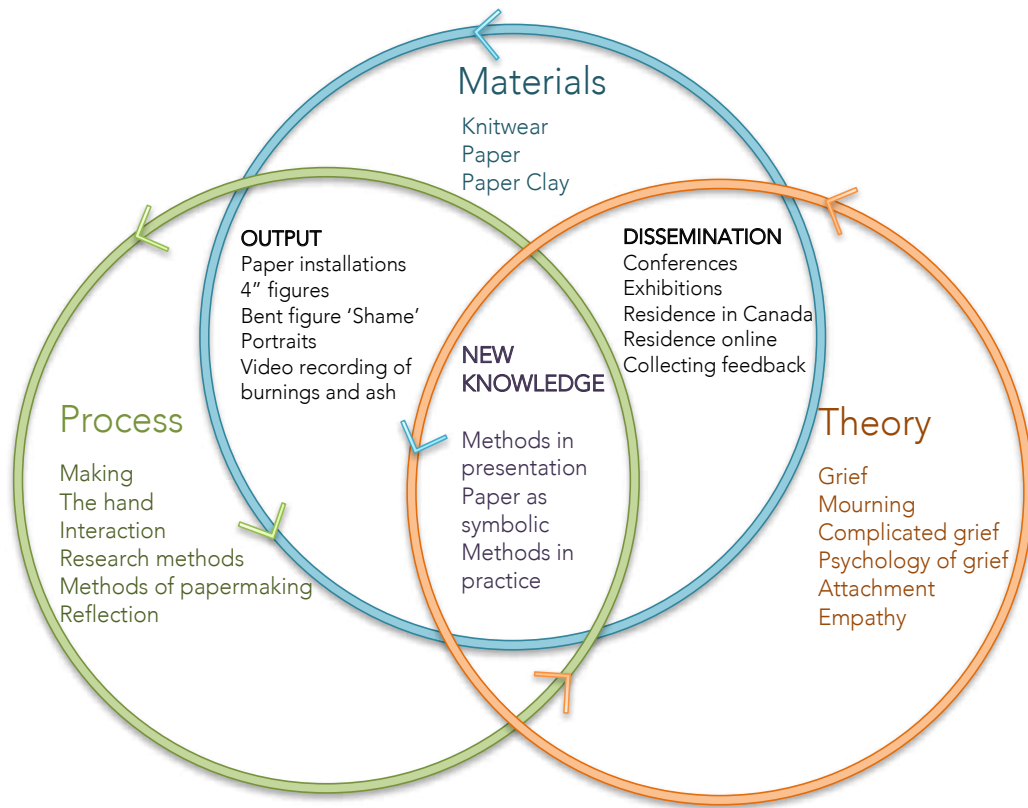 Materials
Knitwear
Paper
Paper Clay
OUTPUT
Paper installations
4” figures
Bent figure ‘Shame’
Portraits
Video recording of
burnings and ash
DISSEMINATION
Conferences
Exhibitions
Residence in Canada
Residence online
Collecting feedback
NEW
KNOWLEDGE
Methods in
presentation
Paper as
symbolic
Methods in
practice
Process
Making
The hand
Interaction
Research methods
Methods of papermaking
Reflection
Theory
Grief
Mourning
Complicated grief
Psychology of grief
Attachment
Empathy